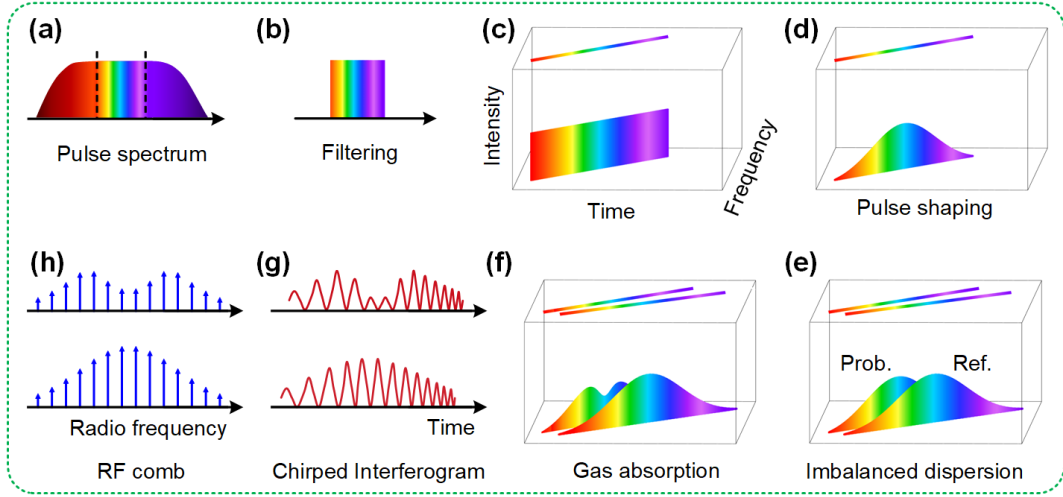 (a)
(b)
(c)
(d)
Intensity
Pulse spectrum
Filtering
Time
Frequency
Pulse shaping
(h)
(g)
(f)
(e)
Prob.
Ref.
Radio frequency
Time
RF comb
Chirped Interferogram
Gas absorption
Imbalanced dispersion